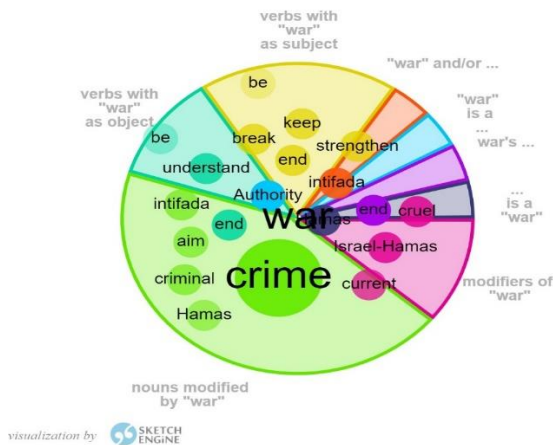 verbs with
"war"
as subject
"war" and/or ...
verbs with
"war"
as object
"war"
is a
...
war's ...
... 
is a
"war"
modifiers of
"war"
nouns modified
by "war"
be
keep
break
end
strengthen
be
understand
Authority
intifada
war
end
cruel
intifada
end
aim
Israel-Hamas
crime
criminal
current
Hamas
visualization by
SKETCH
ENGINE